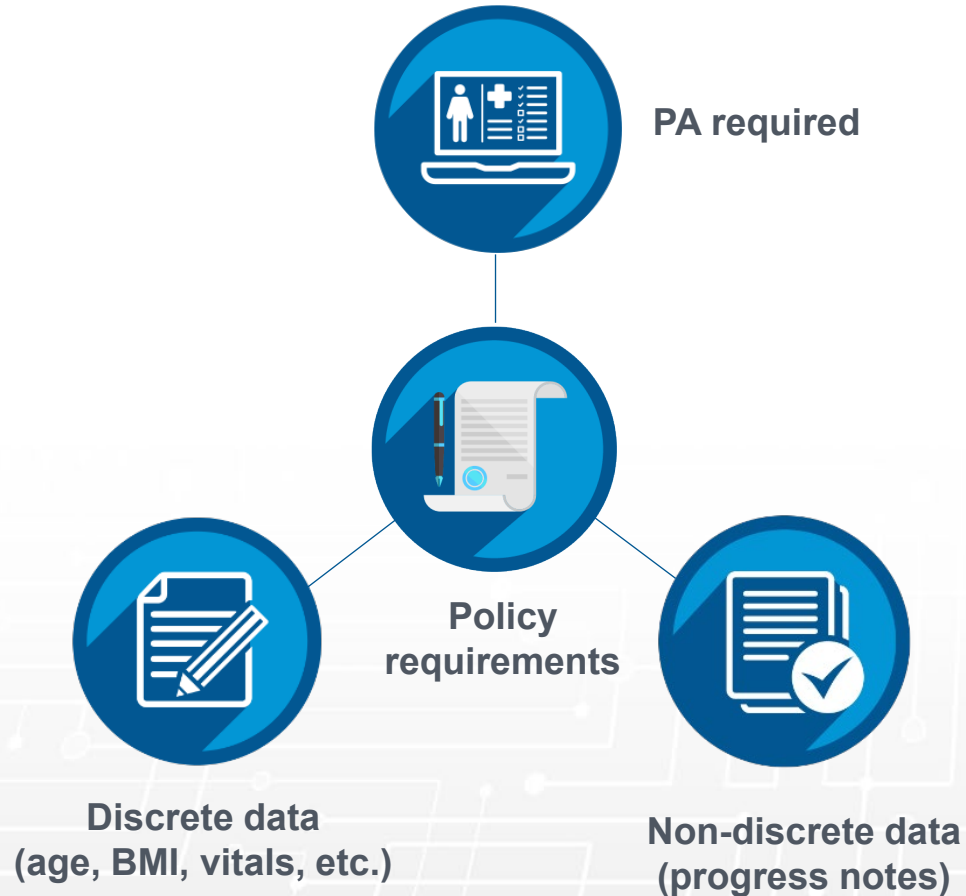 PA required
Policy
requirements
Discrete data
(age, BMI, vitals, etc.)
Non-discrete data
(progress notes)